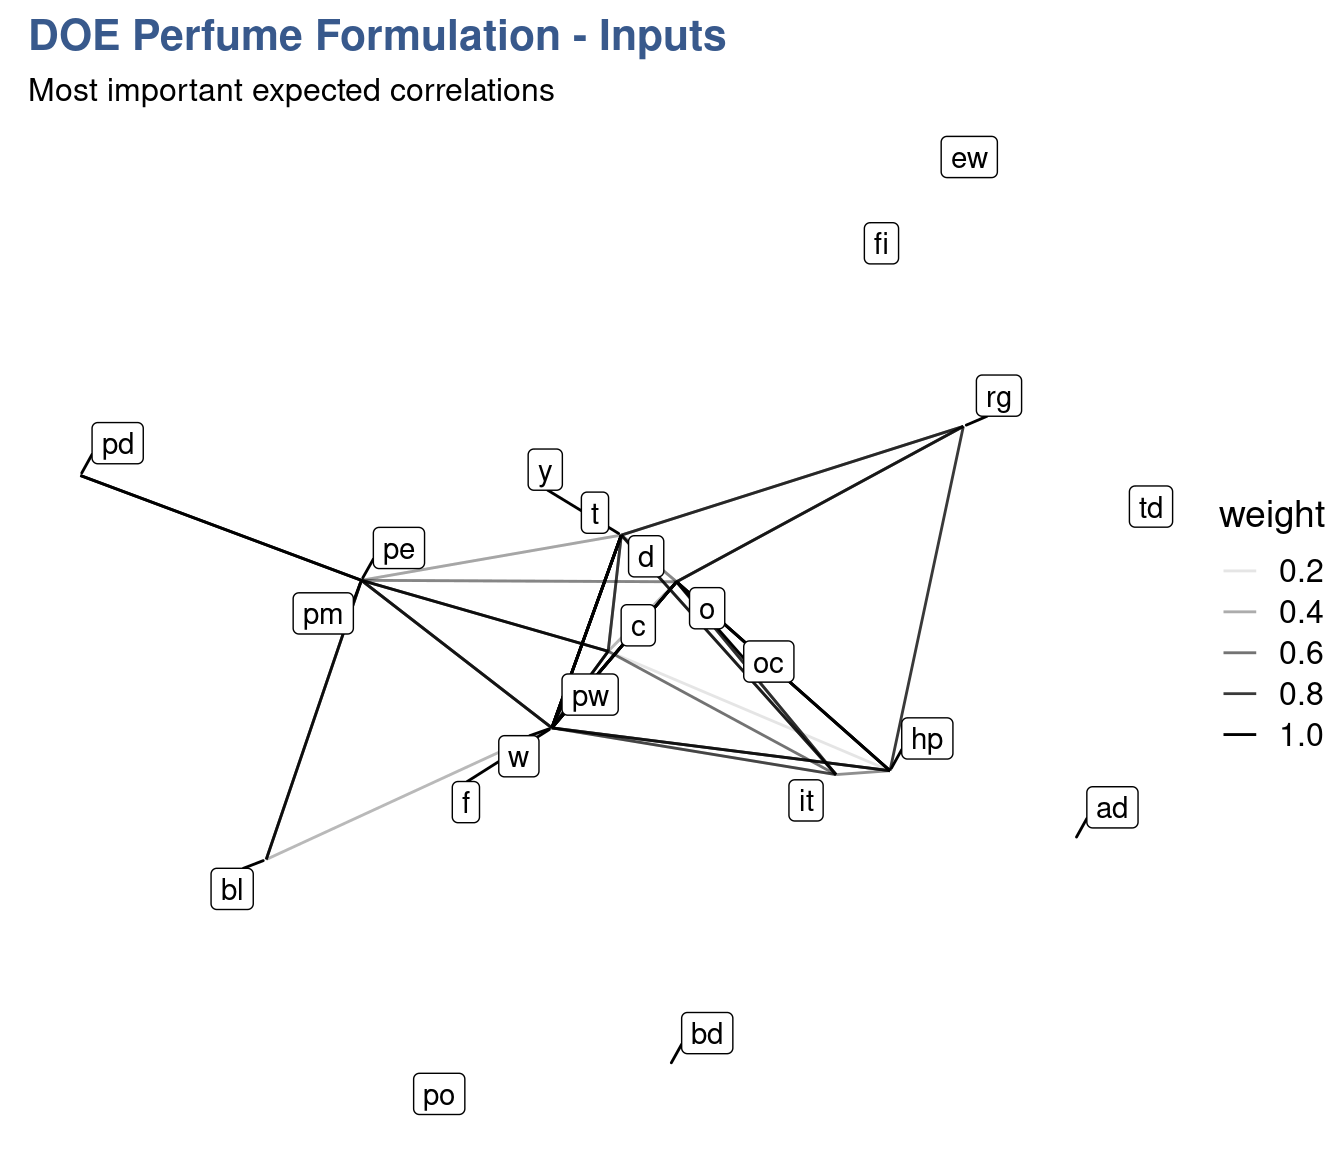 DOE Perfume Formulation - Inputs
Most important expected correlations
ew
fi
rg
pd
y
td
t
weight
pe
d
0.2
pm
c
o
0.4
oc
0.6
pw
0.8
w
hp
1.0
f
it
ad
bl
bd
po